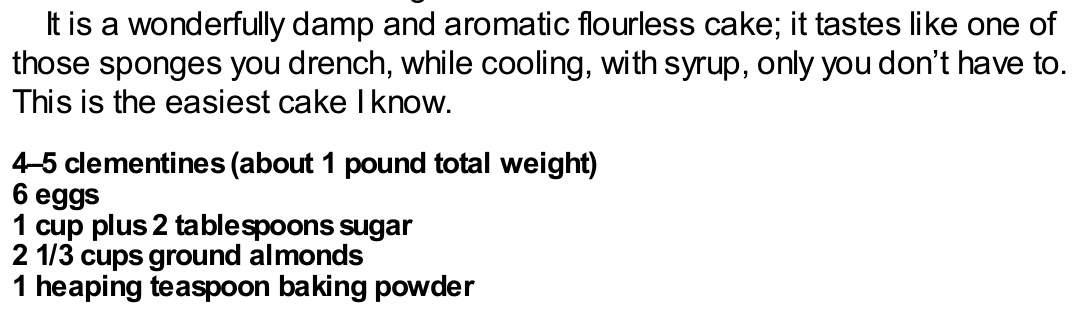 It is a wonderfully damp and aromatic flourless cake; it tastes like one of
those sponges you drench, while cooling, with syrup, only you don’t have to.
This is the easiest cake I know.
4–5 clementines (about 1 pound total weight)
6 eggs
1 cup plus 2 tablespoons sugar
2 1/3 cups ground almonds
1 heaping teaspoon baking powder